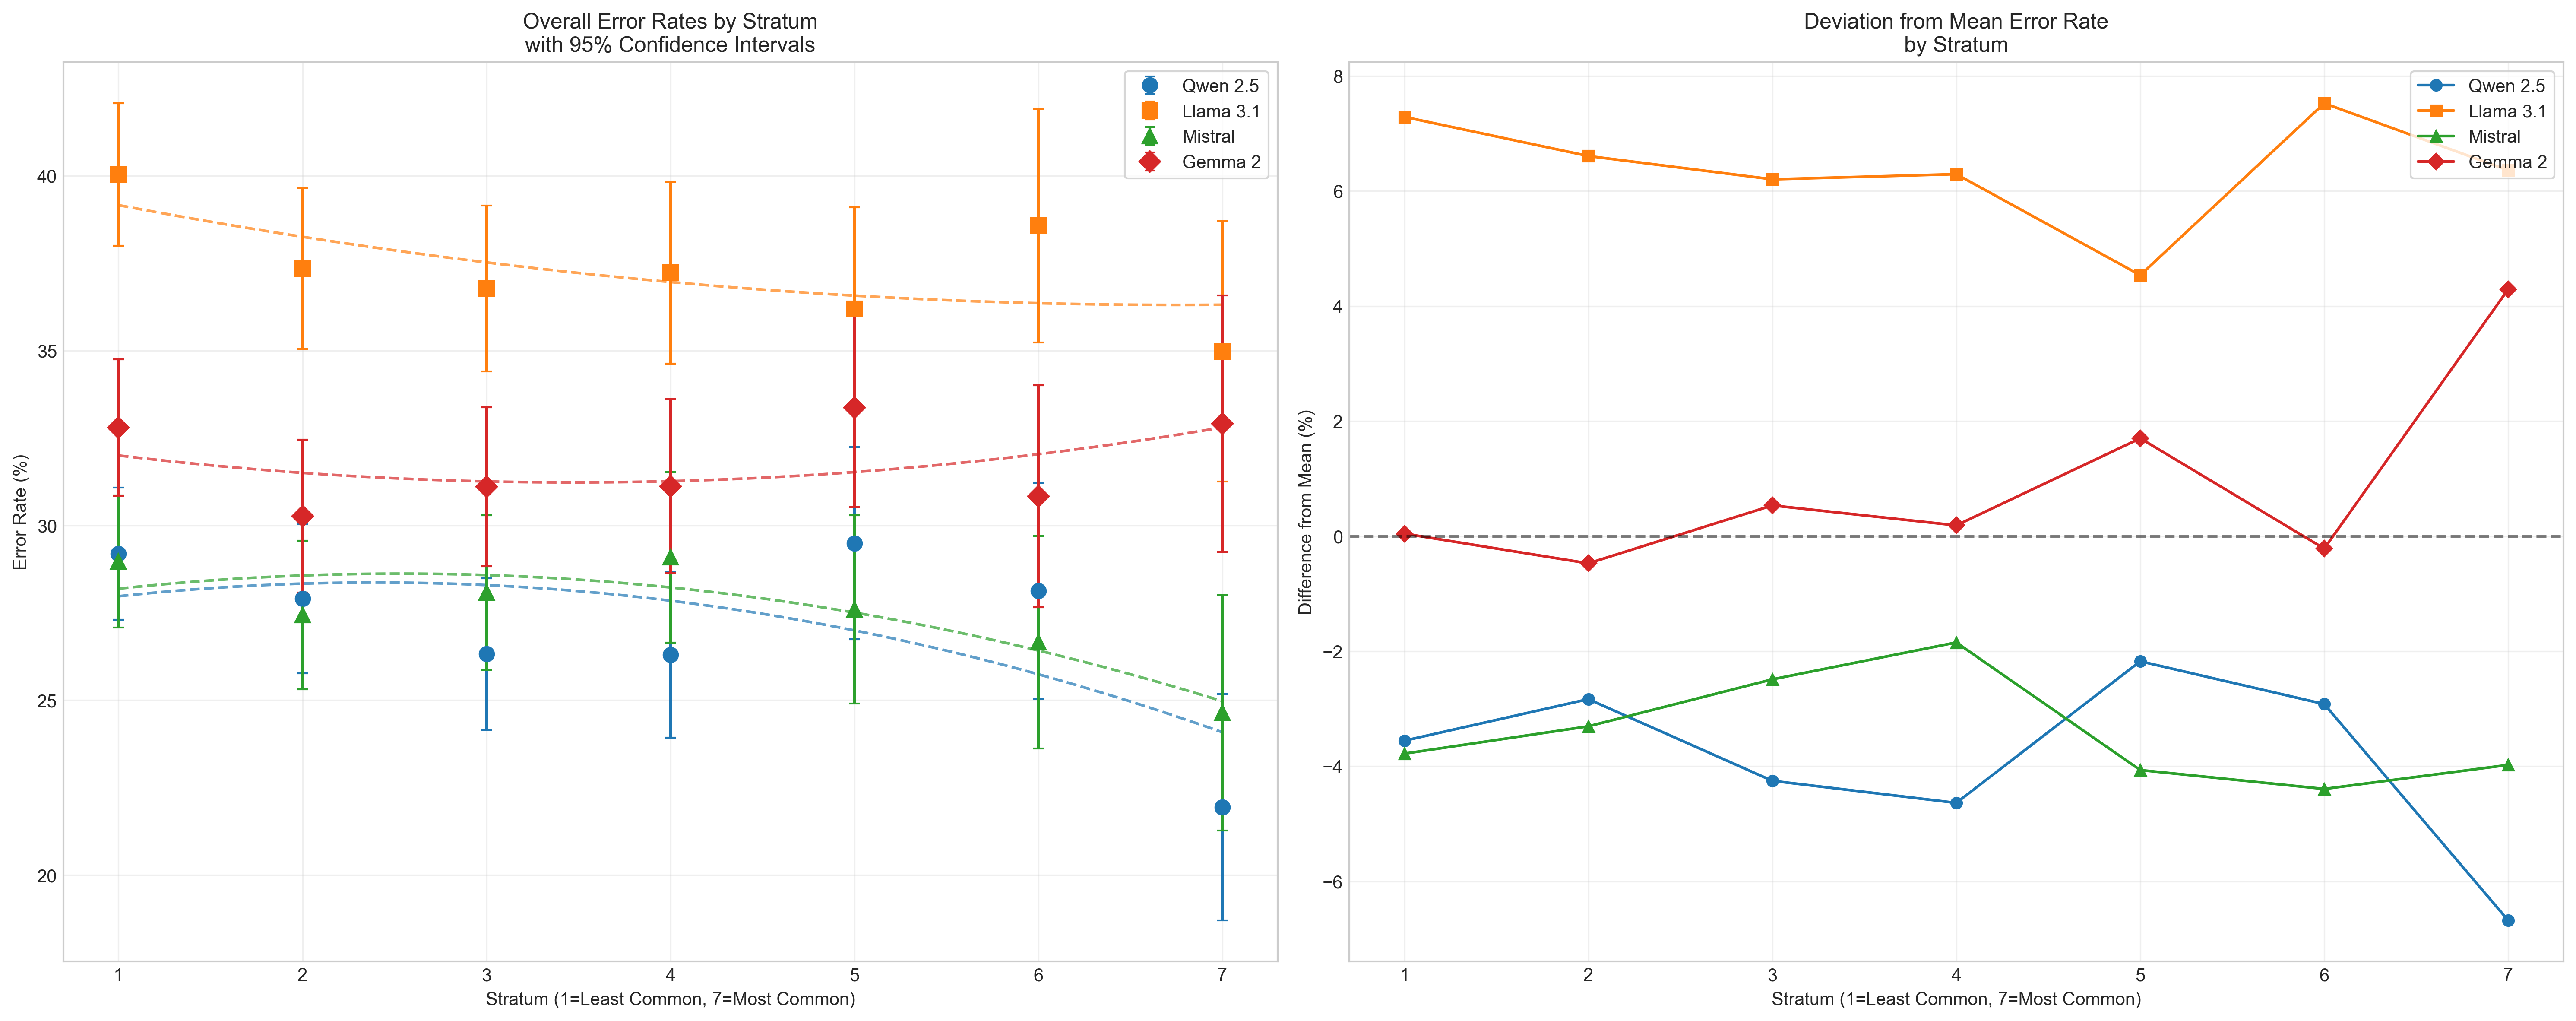 Overall Error Rates by Stratum
with 95% Confidence Intervals
Qwen 2.5
Llama 3.1
Mistral
Gemma 2
Error Rate (%)
40
35
30
25
20
1 2 3 4 5 6 7
Stratum (1=Least Common, 7=Most Common)
Deviation from Mean Error Rate
by Stratum
Qwen 2.5
Llama 3.1
Mistral
Gemma 2
Difference from Mean (%)
8
6
4
2
0
−2
−4
−6
1 2 3 4 5 6 7
Stratum (1=Least Common, 7=Most Common)